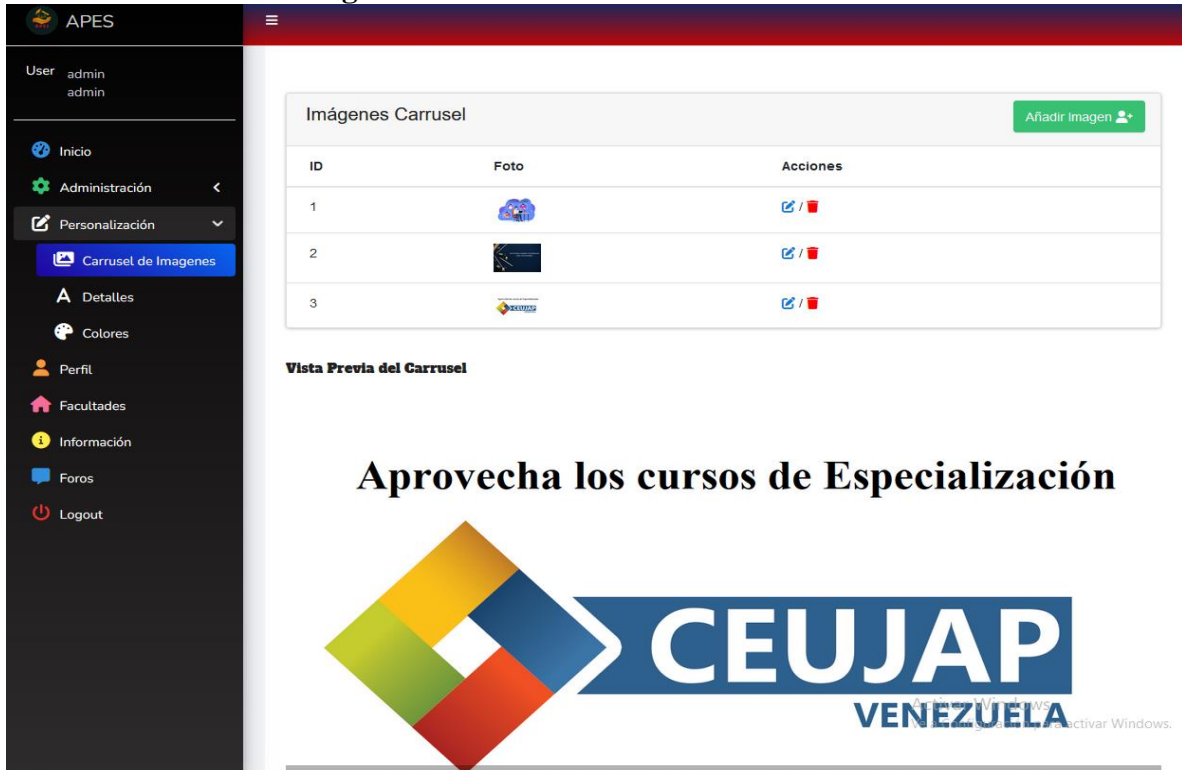 APES
User admin
admin
Inicio
Administración
Personalización
Carrusel de Imagenes
A Detalles
Colores
Perfil
Facultades
Información
Foros
Logout
Imágenes Carrusel
Añadir Imagen
ID Foto Acciones
1 /
2 /
3 /
CEUJAP
Vista Previa del Carrusel
Aprovecha los cursos de Especialización
CEUJAP
VENEZUELA
Activar Windows
para activar Windows.